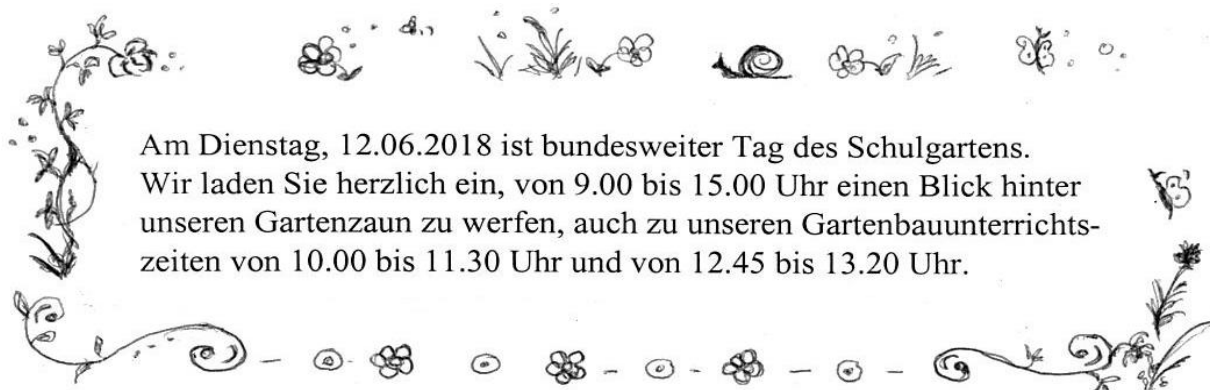 Am Dienstag, 12.06.2018 ist bundesweiter Tag des Schulgartens.
Wir laden Sie herzlich ein, von 9.00 bis 15.00 Uhr einen Blick hinter
unseren Gartenzaun zu werfen, auch zu unseren Gartenbauunterrichts-
zeiten von 10.00 bis 11.30 Uhr und von 12.45 bis 13.20 Uhr.